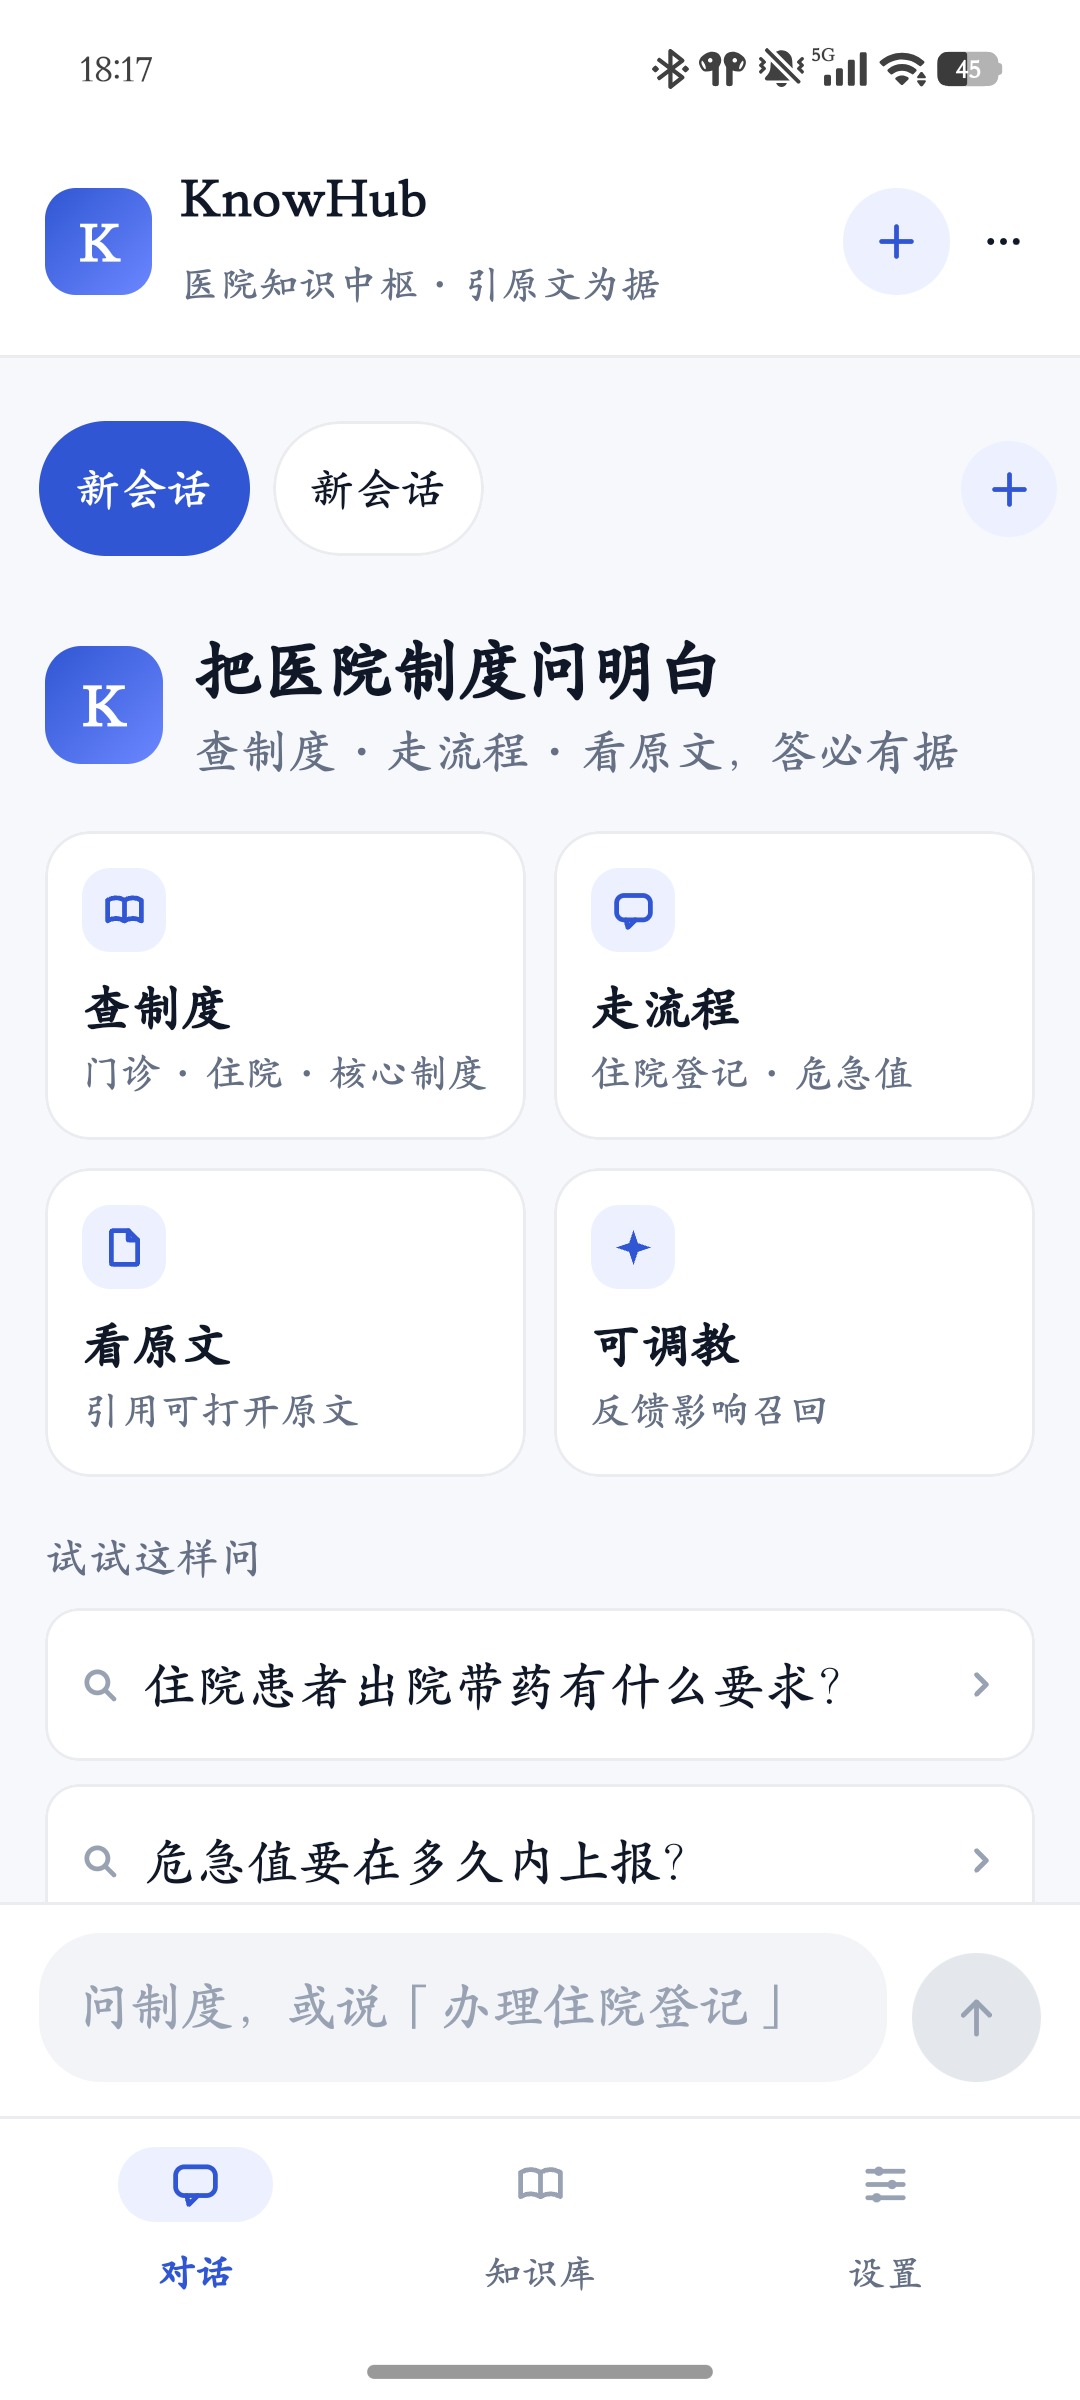 18:17
5G
45
K
KnowHub
医院知识中枢 · 引原文为据
新会话
新会话
K
把医院制度问明白
查制度 · 走流程 · 看原文，答必有据
查制度
门诊 · 住院 · 核心制度
走流程
住院登记 · 危急值
看原文
引用可打开原文
可调教
反馈影响召回
试试这样问
住院患者出院带药有什么要求？
危急值要在多久内上报？
问制度，或说「办理住院登记」
对话
知识库
设置